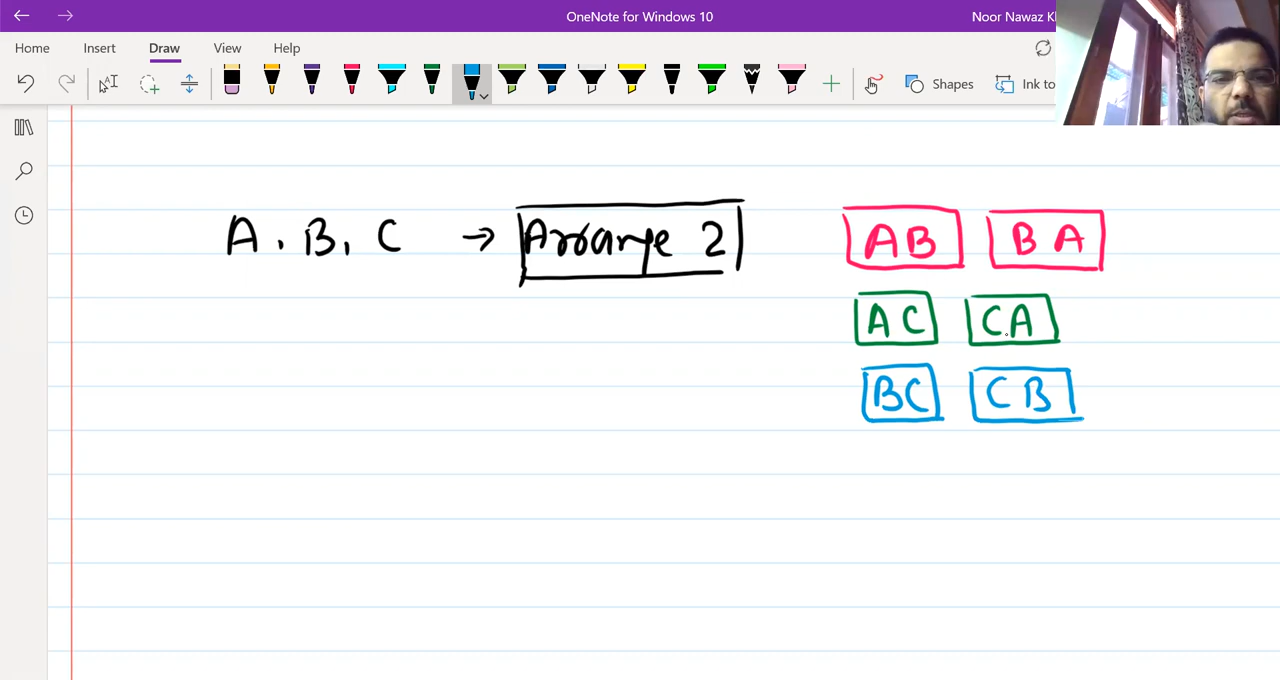 OneNote for Windows 10
Noor Nawaz Kh
Home Insert Draw View Help
Shapes Ink to
A, B, C → Arrange 2 AB BA
AC CA
BC CB